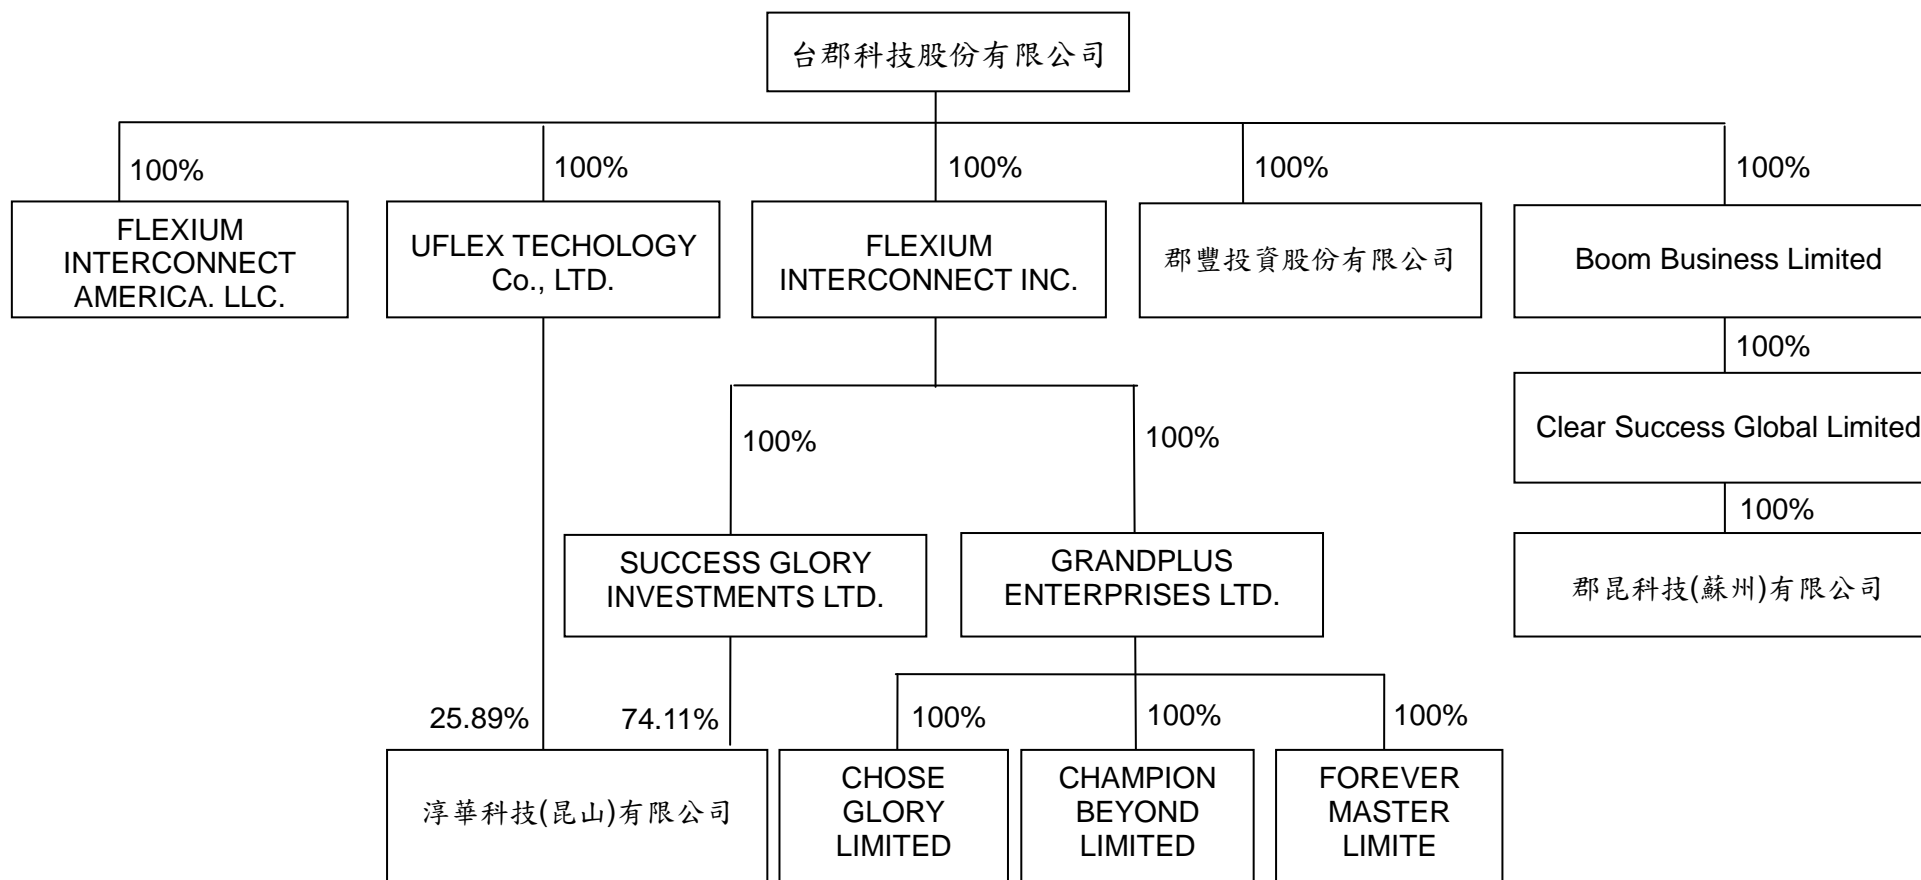 台郡科技股份有限公司
100%
100%
100%
100%
100%
FLEXIUM
INTERCONNECT
AMERICA. LLC.
UFLEX TECHOLOGY
Co., LTD.
FLEXIUM
INTERCONNECT INC.
郡豐投資股份有限公司
Boom Business Limited
100%
100%
100%
Clear Success Global Limited
100%
SUCCESS GLORY
INVESTMENTS LTD.
GRANDPLUS
ENTERPRISES LTD.
郡昆科技(蘇州)有限公司
25.89%
74.11%
100%
100%
100%
淳華科技(昆山)有限公司
CHOSE
GLORY
LIMITED
CHAMPION
BEYOND
LIMITED
FOREVER
MASTER
LIMITE